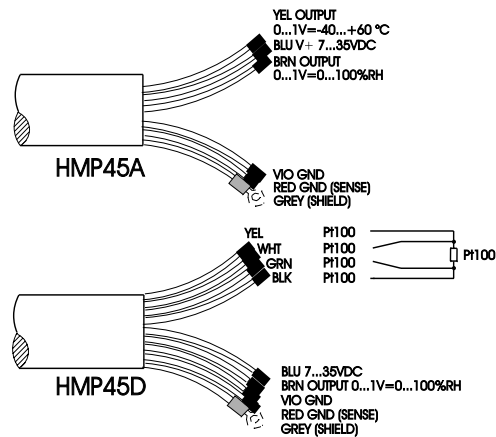 YEL OUTPUT
0...1V=-40...+60 °C
BLU V+ 7...35VDC
BRN OUTPUT
0...1V=0...100%RH
HMP45A
VIO GND
RED GND (SENSE)
GREY (SHIELD)
YEL Pt100
WHT Pt100
GRN Pt100
BLK Pt100
Pt100
HMP45D
BLU 7...35VDC
BRN OUTPUT 0...1V=0...100%RH
VIO GND
RED GND (SENSE)
GREY (SHIELD)